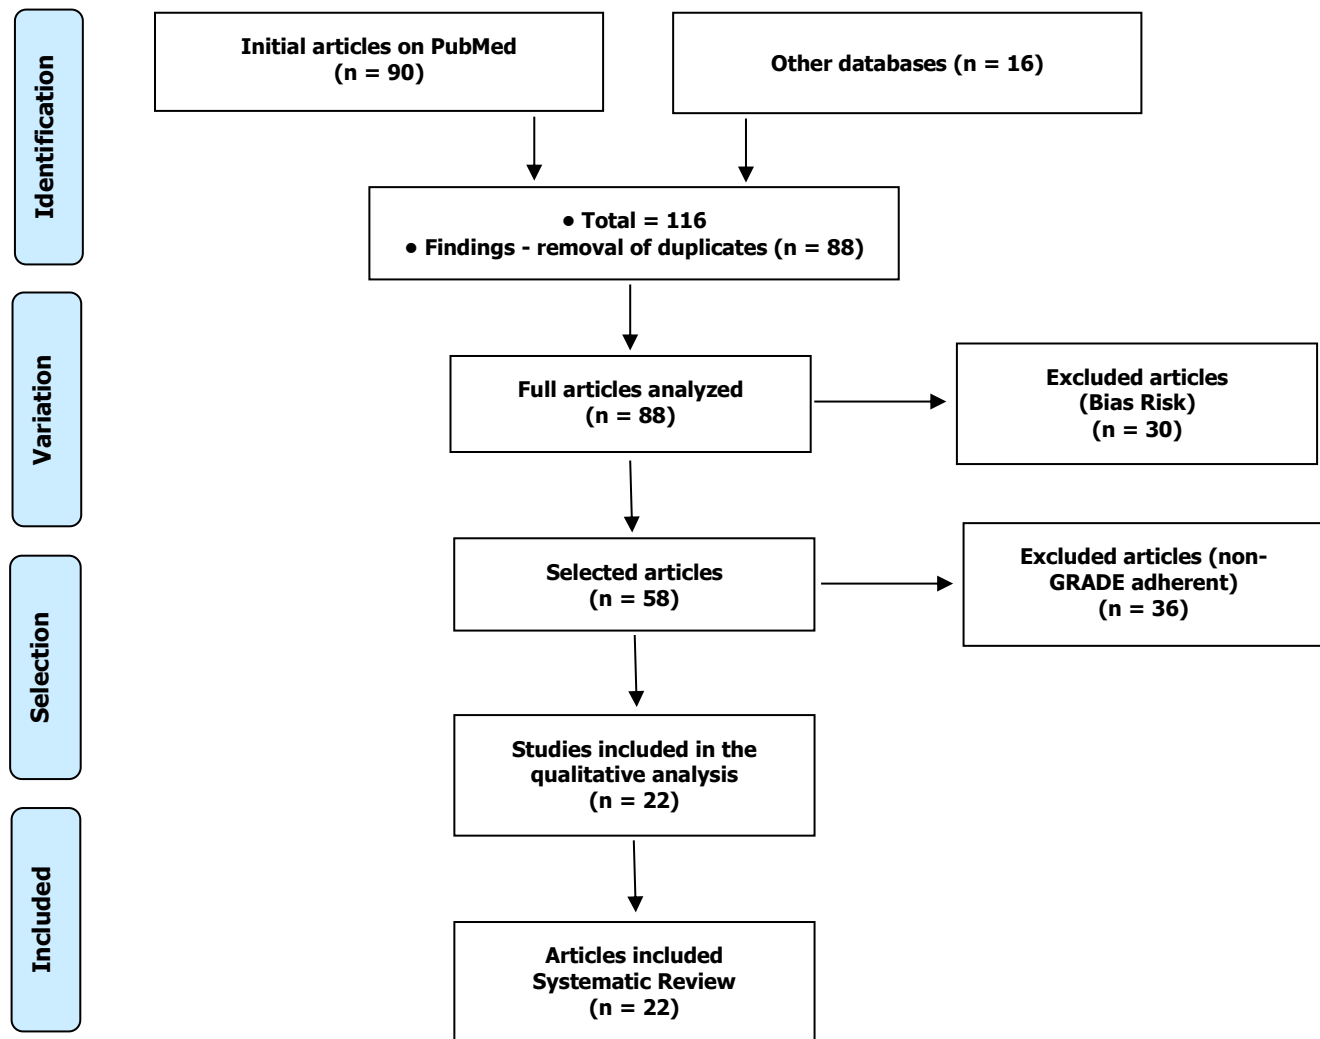 Identification
Initial articles on PubMed
(n = 90)
Other databases (n = 16)
● Total = 116
● Findings - removal of duplicates (n = 88)
Variation
Full articles analyzed
(n = 88)
Excluded articles
(Bias Risk)
(n = 30)
Selection
Selected articles
(n = 58)
Excluded articles (non-
GRADE adherent)
(n = 36)
Studies included in the
qualitative analysis
(n = 22)
Included
Articles included
Systematic Review
(n = 22)